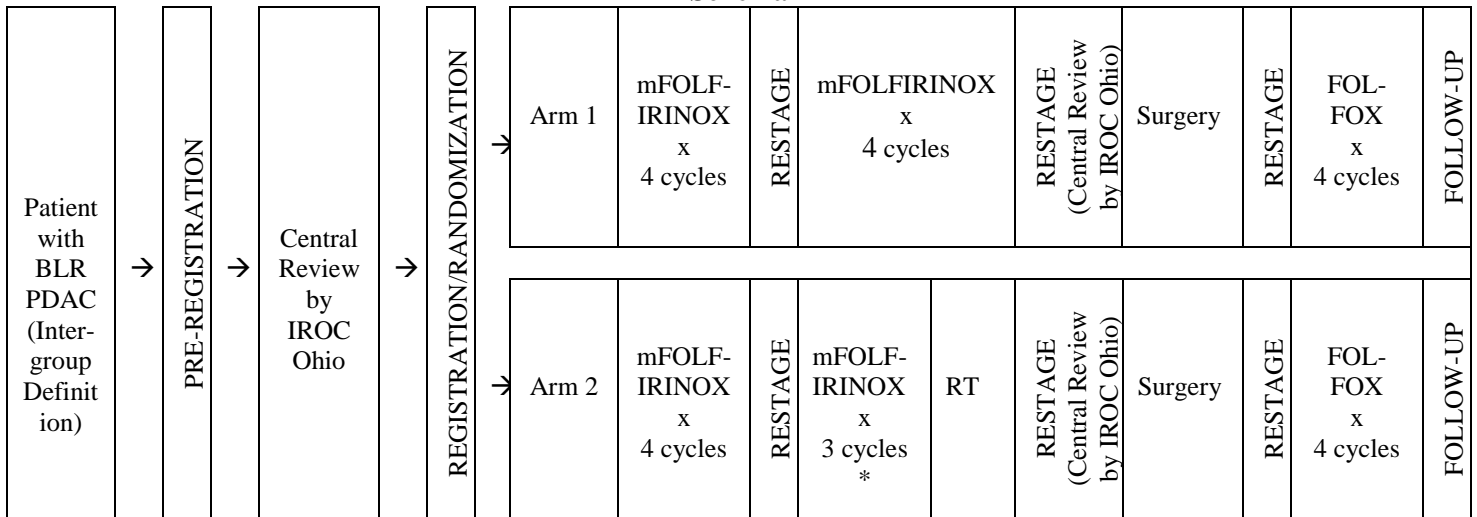 Patient
with
BLR
PDAC
(Inter-
group
Definit
ion)
→
PRE-REGISTRATION
→
Central
Review
by
IROC
Ohio
→
REGISTRATION/RANDOMIZATION
→
Arm 1
mFOLF-
IRINOX
x
4 cycles
RESTAGE
mFOLFIRINOX
x
4 cycles
RESTAGE
(Central Review
by IROC Ohio)
Surgery
RESTAGE
FOL-
FOX
x
4 cycles
FOLLOW-UP
→
Arm 2
mFOLF-
IRINOX
x
4 cycles
RESTAGE
mFOLF-
IRINOX
x
3 cycles
*
RT
RESTAGE
(Central Review
by IROC Ohio)
Surgery
RESTAGE
FOL-
FOX
x
4 cycles
FOLLOW-UP